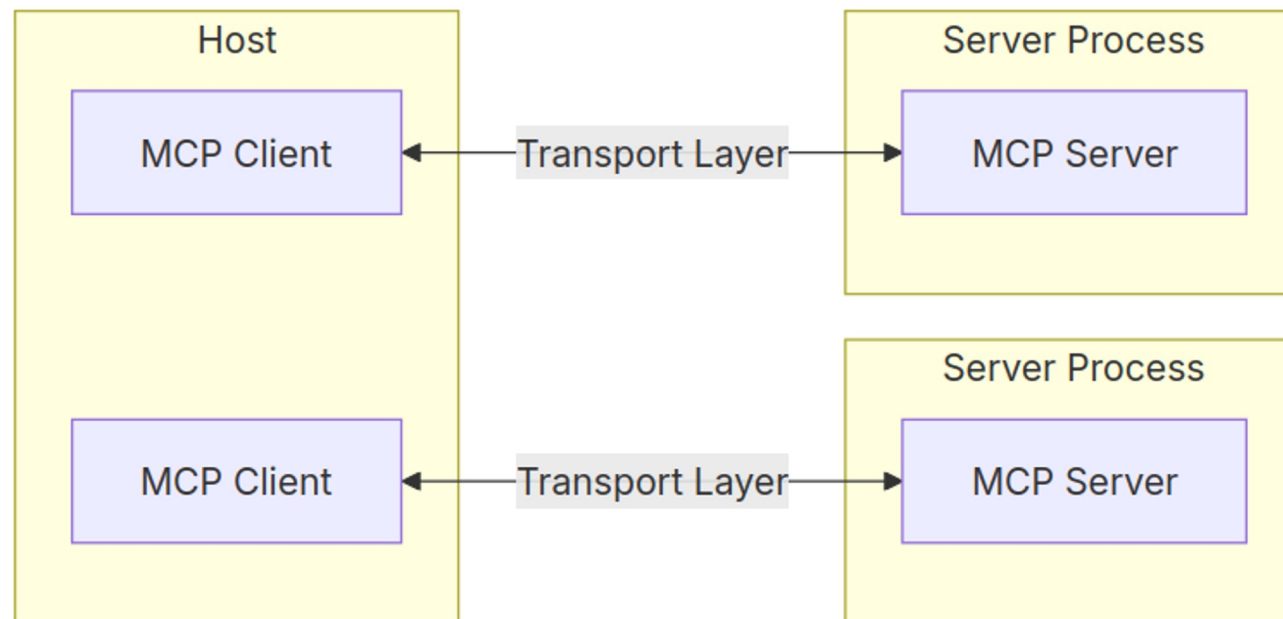 Host
Server Process
MCP Client
Transport Layer
MCP Server
Server Process
MCP Client
Transport Layer
MCP Server